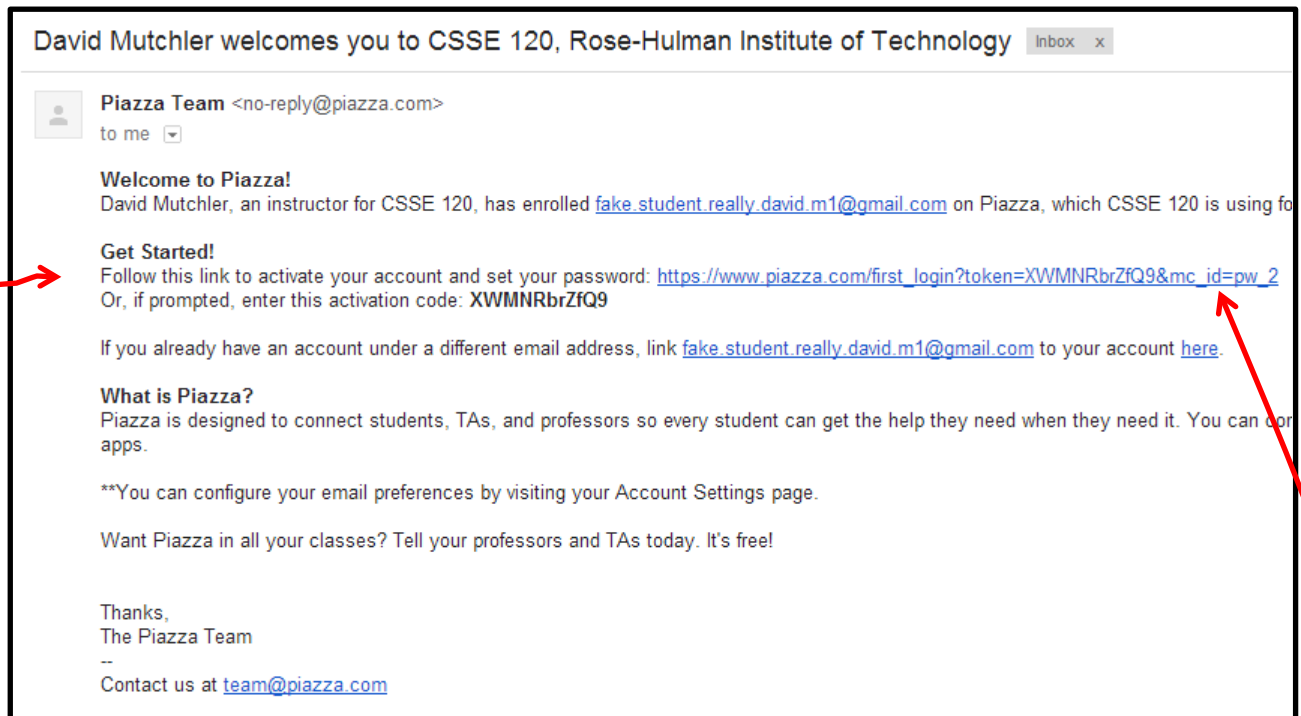 David Mutchler welcomes you to CSSE 120, Rose-Hulman Institute of Technology Inbox x
Piazza Team <no-reply@piazza.com>
to me
Welcome to Piazza!
David Mutchler, an instructor for CSSE 120, has enrolled fake.student.really.david.m1@gmail.com on Piazza, which CSSE 120 is using fo
Get Started!
Follow this link to activate your account and set your password: https://www.piazza.com/first_login?token=XWMNRbrZfQ9&mc_id=pw_2
Or, if prompted, enter this activation code: XWMNRbrZfQ9
If you already have an account under a different email address, link fake.student.really.david.m1@gmail.com to your account here.
What is Piazza?
Piazza is designed to connect students, TAs, and professors so every student can get the help they need when they need it. You can
apps.
**You can configure your email preferences by visiting your Account Settings page.
Want Piazza in all your classes? Tell your professors and TAs today. It's free!
Thanks,
The Piazza Team
--
Contact us at team@piazza.com